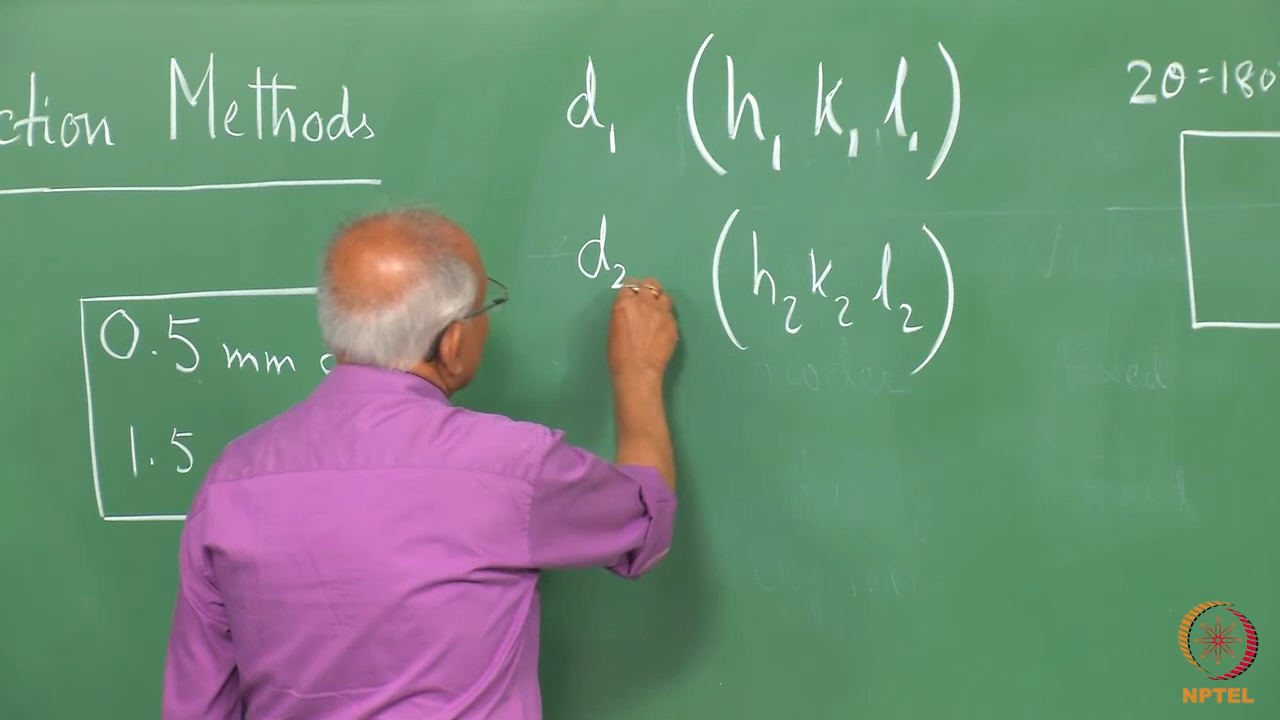 ction Methods
0.5 mm
1.5
d₁ (h₁ k₁ l₁)
d₂ (h₂ k₂ l₂)
2θ=180°
NPTEL